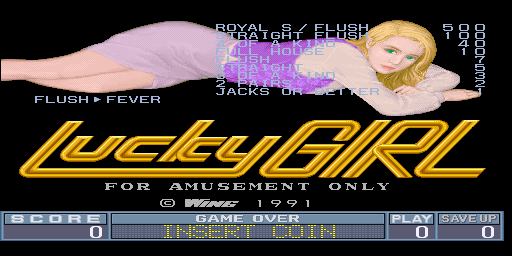 ROYAL S/FLUSH 500
STRAIGHT FLUSH 100
4 OF A KIND 40
FULL HOUSE 10
FLUSH 7
STRAIGHT 5
3 OF A KIND 3
2 PAIRS 2
JACKS OR BETTER 1
FLUSH▶FEVER
Lucky GIRL
FOR AMUSEMENT ONLY
© WING 1991
SCORE GAME OVER PLAY SAVE UP
0 INSERT COIN 0 0